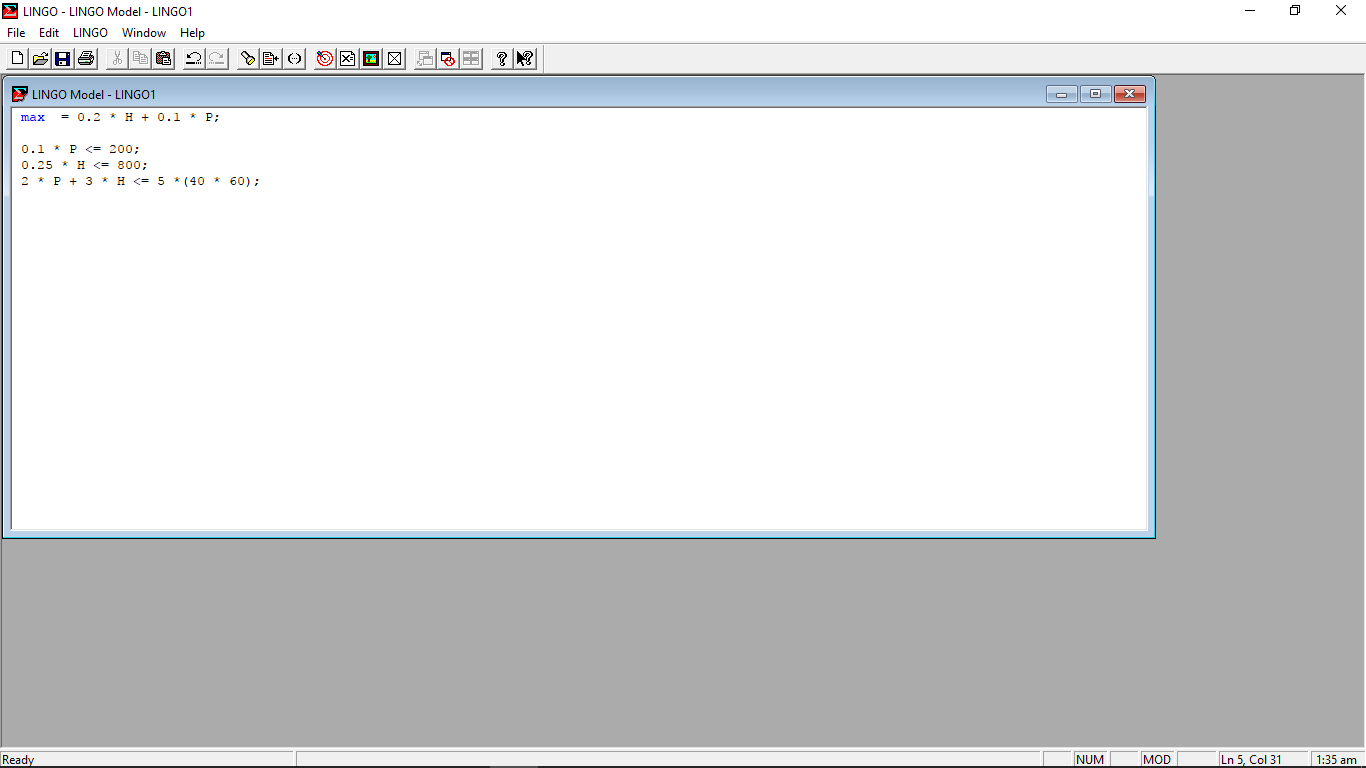 LINGO - LINGO Model - LINGO1
File Edit LINGO Window Help
LINGO Model - LINGO1
max  = 0.2 * H + 0.1 * P;
0.1 * P <= 200;
0.25 * H <= 800;
2 * P + 3 * H <= 5 *(40 * 60);
Ready NUM MOD Ln 5, Col 31 1:35 am